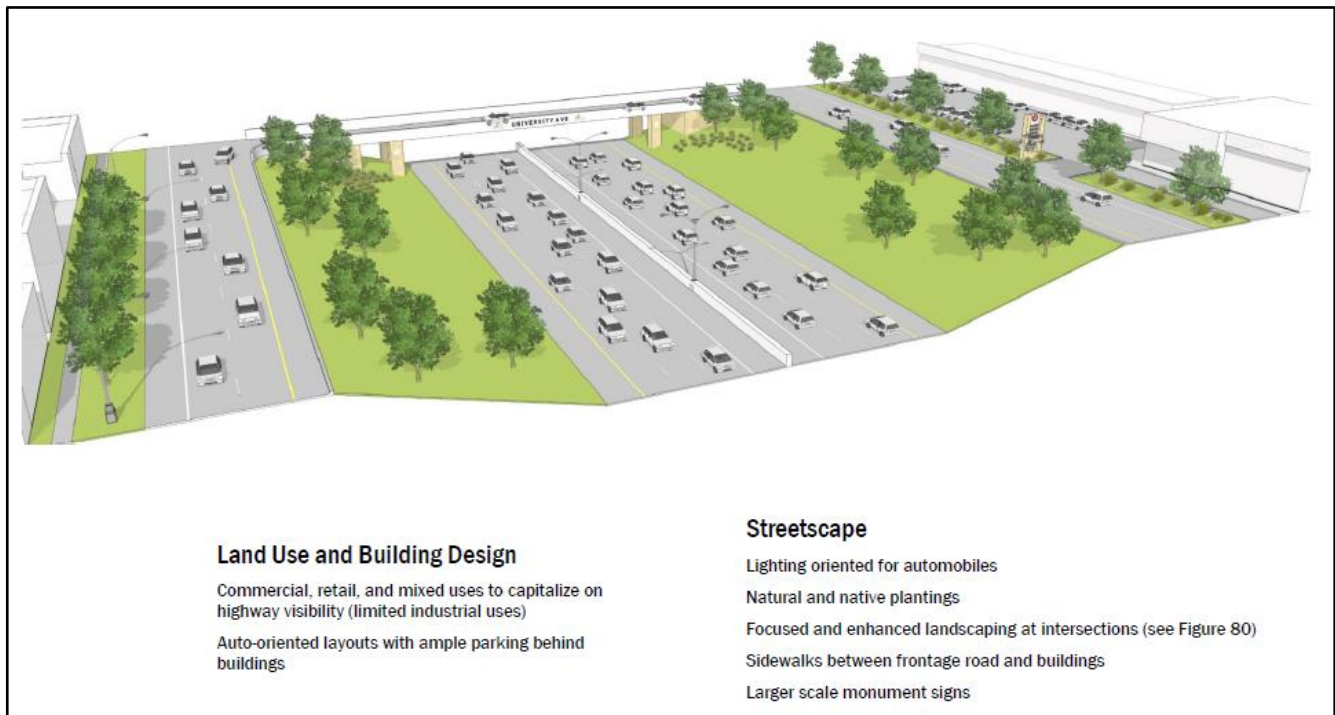 UNIVERSITY AVE
Land Use and Building Design
Commercial, retail, and mixed uses to capitalize on
highway visibility (limited industrial uses)
Auto-oriented layouts with ample parking behind
buildings
Streetscape
Lighting oriented for automobiles
Natural and native plantings
Focused and enhanced landscaping at intersections (see Figure 80)
Sidewalks between frontage road and buildings
Larger scale monument signs